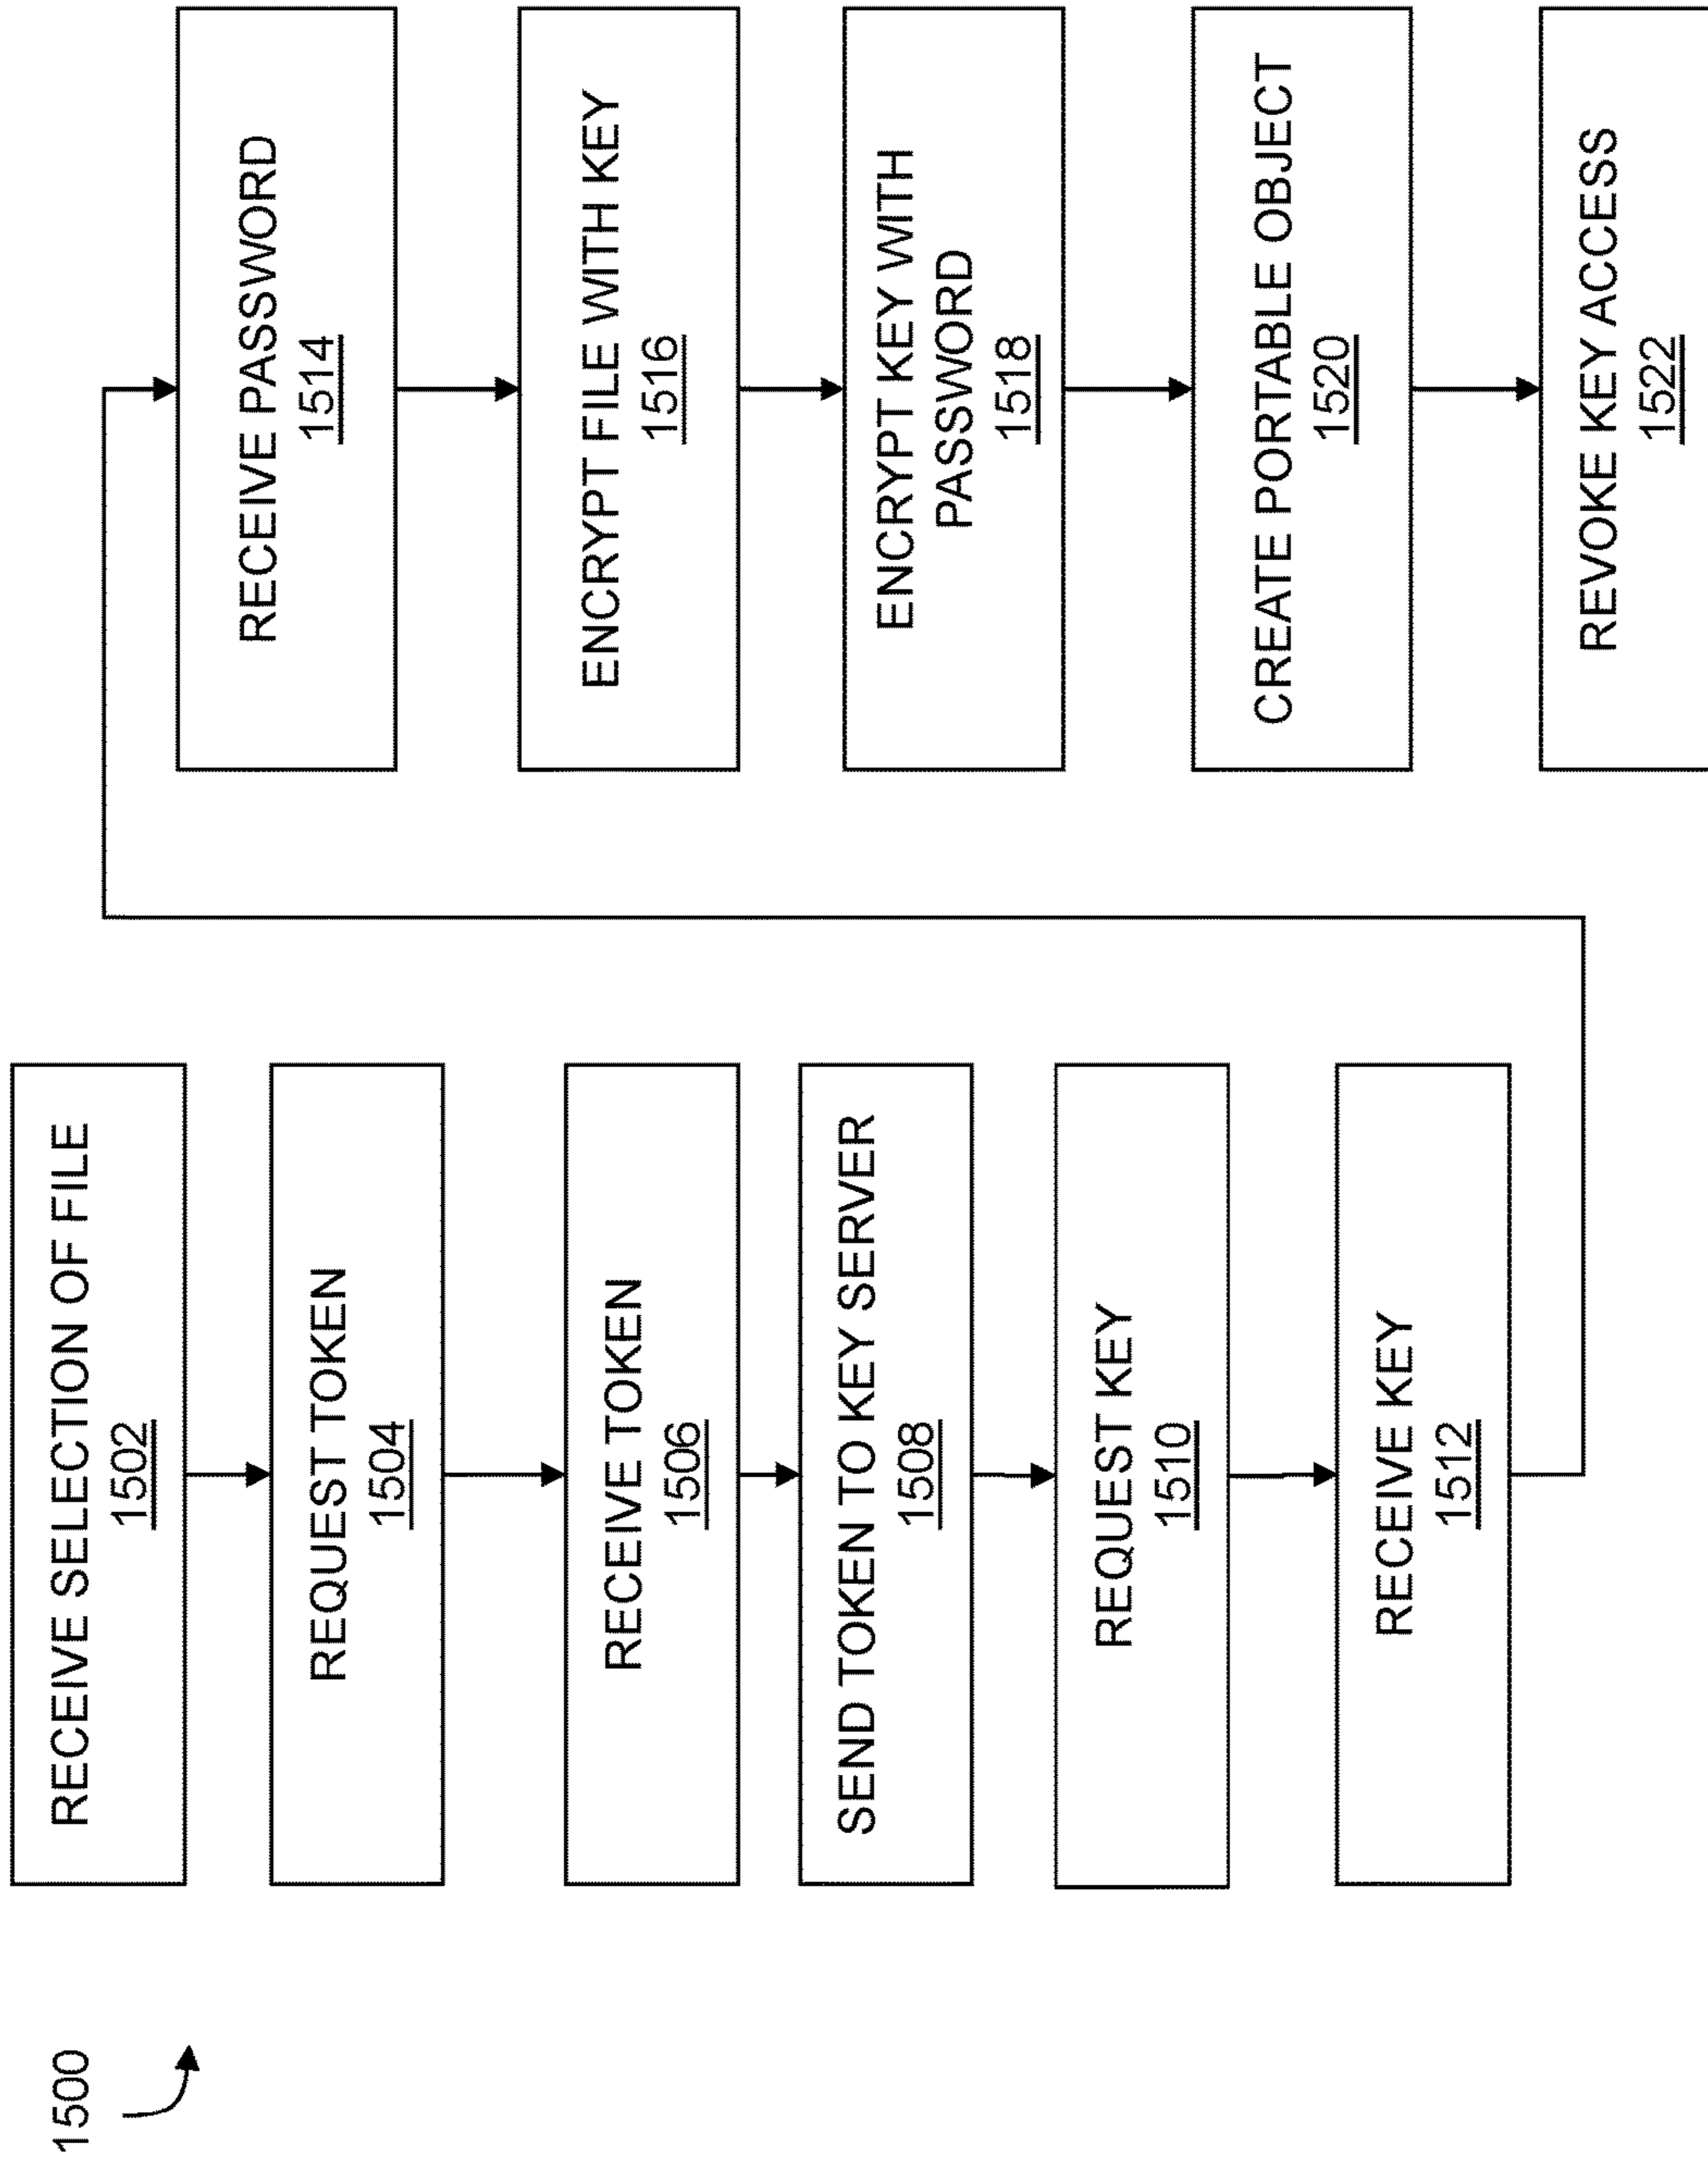 1500
RECEIVE SELECTION OF FILE
1502
REQUEST TOKEN
1504
RECEIVE TOKEN
1506
SEND TOKEN TO KEY SERVER
1508
REQUEST KEY
1510
RECEIVE KEY
1512
RECEIVE PASSWORD
1514
ENCRYPT FILE WITH KEY
1516
ENCRYPT KEY WITH
PASSWORD
1518
CREATE PORTABLE OBJECT
1520
REVOKE KEY ACCESS
1522